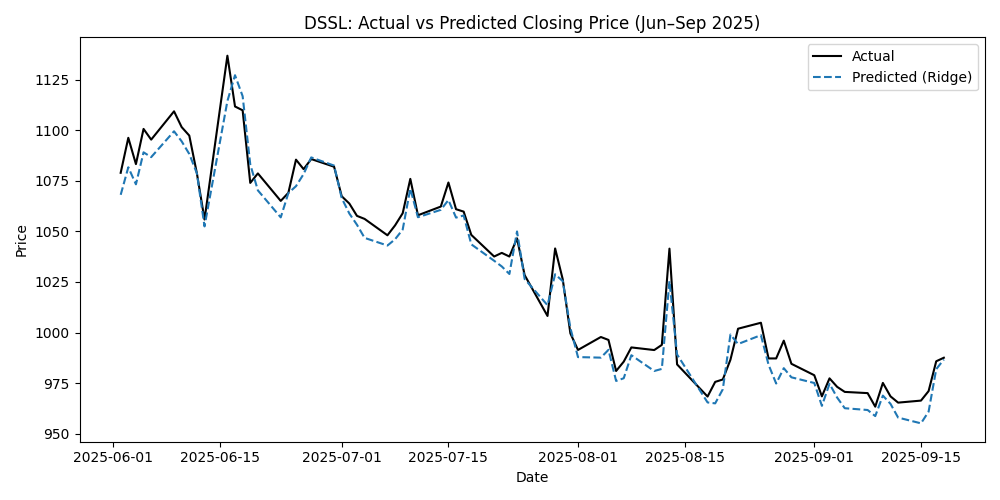 DSSL: Actual vs Predicted Closing Price (Jun–Sep 2025)
Actual
Predicted (Ridge)
Price
1125
1100
1075
1050
1025
1000
975
950
2025-06-01 2025-06-15 2025-07-01 2025-07-15 2025-08-01 2025-08-15 2025-09-01 2025-09-15
Date